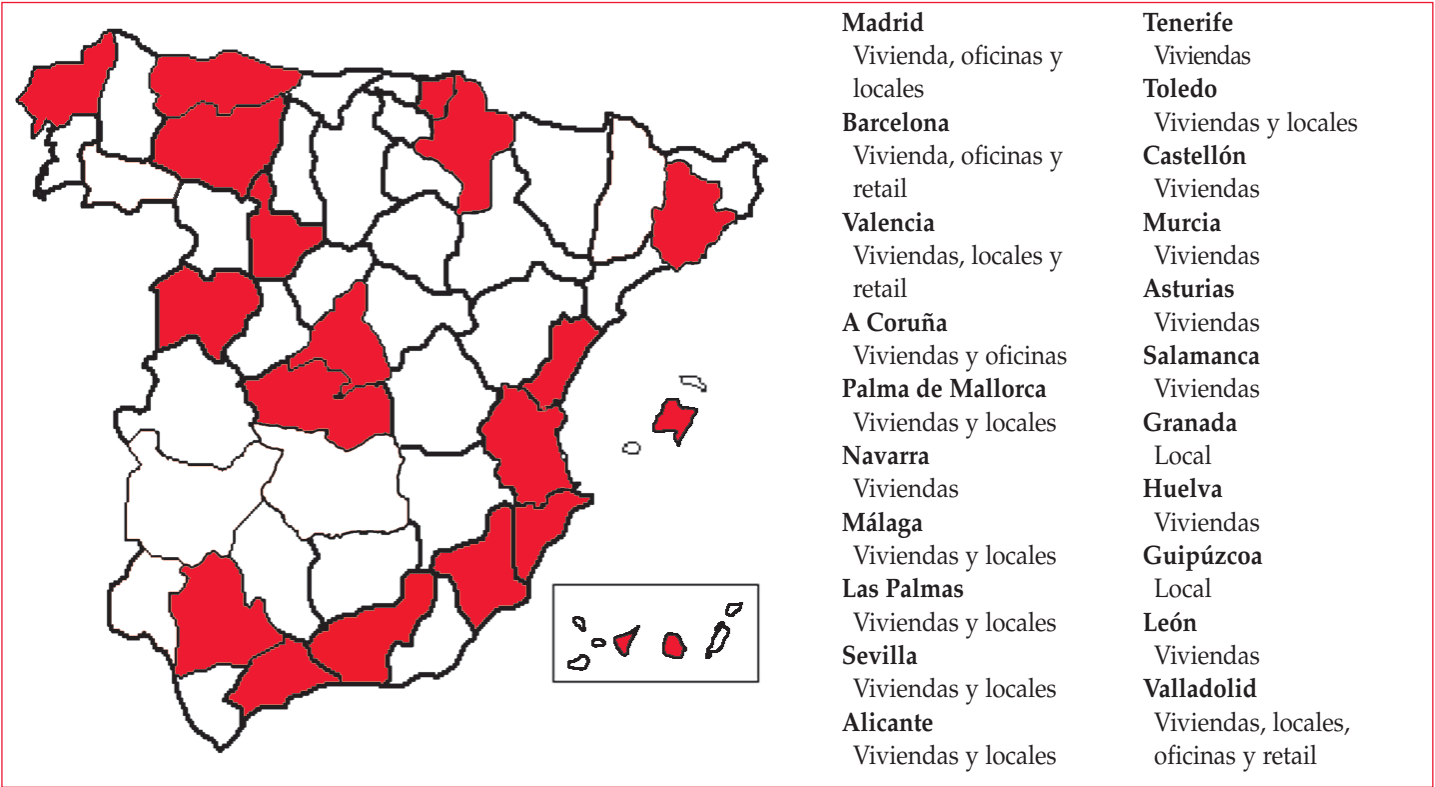 Madrid
Vivienda, oficinas y
locales
Barcelona
Vivienda, oficinas y
retail
Valencia
Viviendas, locales y
retail
A Coruña
Viviendas y oficinas
Palma de Mallorca
Viviendas y locales
Navarra
Viviendas
Málaga
Viviendas y locales
Las Palmas
Viviendas y locales
Sevilla
Viviendas y locales
Alicante
Viviendas y locales
Tenerife
Viviendas
Toledo
Viviendas y locales
Castellón
Viviendas
Murcia
Viviendas
Asturias
Viviendas
Salamanca
Viviendas
Granada
Local
Huelva
Viviendas
Guipúzcoa
Local
León
Viviendas
Valladolid
Viviendas, locales,
oficinas y retail